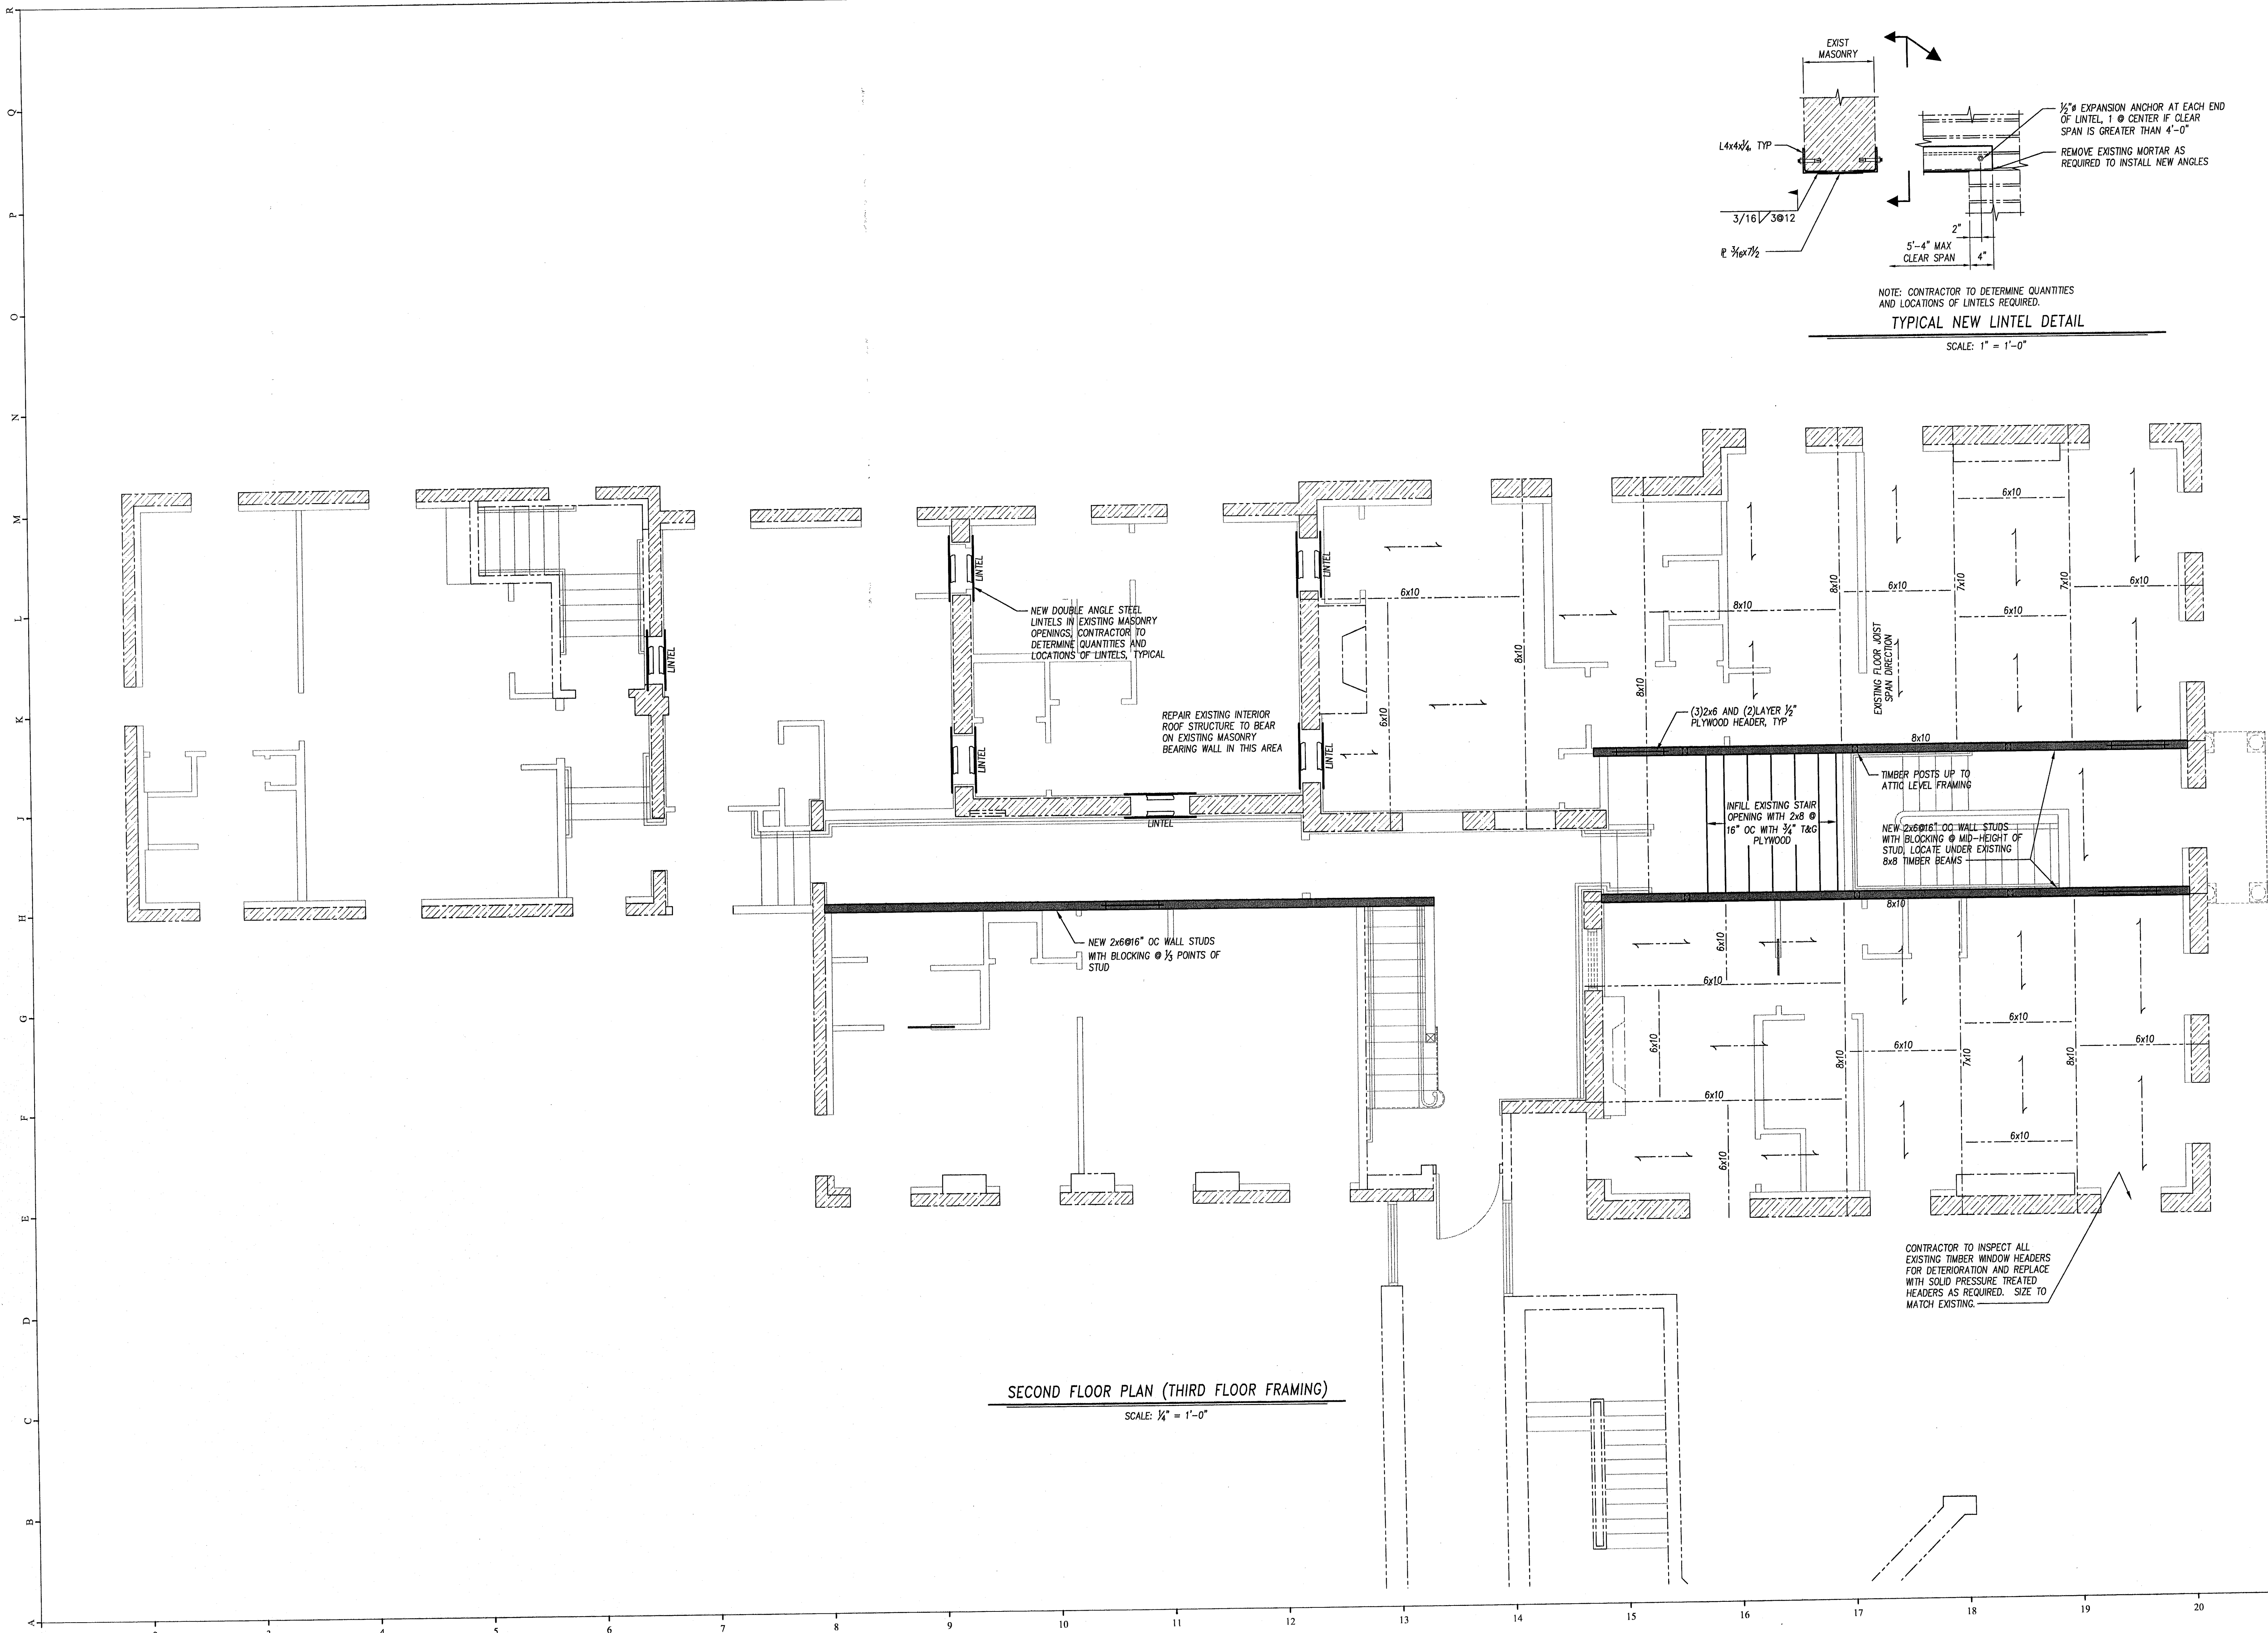 R
Q
P
O
N
M
L
K
J
H
G
F
E
D
C
B
A
EXIST
MASONRY
L4x4x¼, TYP
3/16 3@12
PL 3/16x7½
½"ø EXPANSION ANCHOR AT EACH END
OF LINTEL, 1 @ CENTER IF CLEAR
SPAN IS GREATER THAN 4'-0"
REMOVE EXISTING MORTAR AS
REQUIRED TO INSTALL NEW ANGLES
2"
5'-4" MAX
CLEAR SPAN
4"
NOTE: CONTRACTOR TO DETERMINE QUANTITIES
AND LOCATIONS OF LINTELS REQUIRED.
TYPICAL NEW LINTEL DETAIL
SCALE: 1" = 1'-0"
LINTEL
LINTEL
LINTEL
LINTEL
LINTEL
LINTEL
NEW DOUBLE ANGLE STEEL
LINTELS IN EXISTING MASONRY
OPENINGS, CONTRACTOR TO
DETERMINE QUANTITIES AND
LOCATIONS OF LINTELS, TYPICAL
REPAIR EXISTING INTERIOR
ROOF STRUCTURE TO BEAR
ON EXISTING MASONRY
BEARING WALL IN THIS AREA
6x10
6x10
8x10
8x10
8x10
8x10
6x10
6x10
7x10
6x10
7x10
6x10
EXISTING FLOOR JOIST
SPAN DIRECTION
(3)2x6 AND (2)LAYER ½"
PLYWOOD HEADER, TYP
8x10
TIMBER POSTS UP TO
ATTIC LEVEL FRAMING
INFILL EXISTING STAIR
OPENING WITH 2x8 @
16" OC WITH ¾" T&G
PLYWOOD
NEW 2x6@16" OC WALL STUDS
WITH BLOCKING @ MID-HEIGHT OF
STUD, LOCATE UNDER EXISTING
8x8 TIMBER BEAMS
8x10
NEW 2x6@16" OC WALL STUDS
WITH BLOCKING @ ⅓ POINTS OF
STUD
6x10
6x10
6x10
6x10
6x10
8x10
6x10
7x10
6x10
6x10
8x10
6x10
CONTRACTOR TO INSPECT ALL
EXISTING TIMBER WINDOW HEADERS
FOR DETERIORATION AND REPLACE
WITH SOLID PRESSURE TREATED
HEADERS AS REQUIRED. SIZE TO
MATCH EXISTING.
SECOND FLOOR PLAN (THIRD FLOOR FRAMING)
SCALE: ¼" = 1'-0"
5 6 7 8 9 10 11 12 13 14 15 16 17 18 19 20